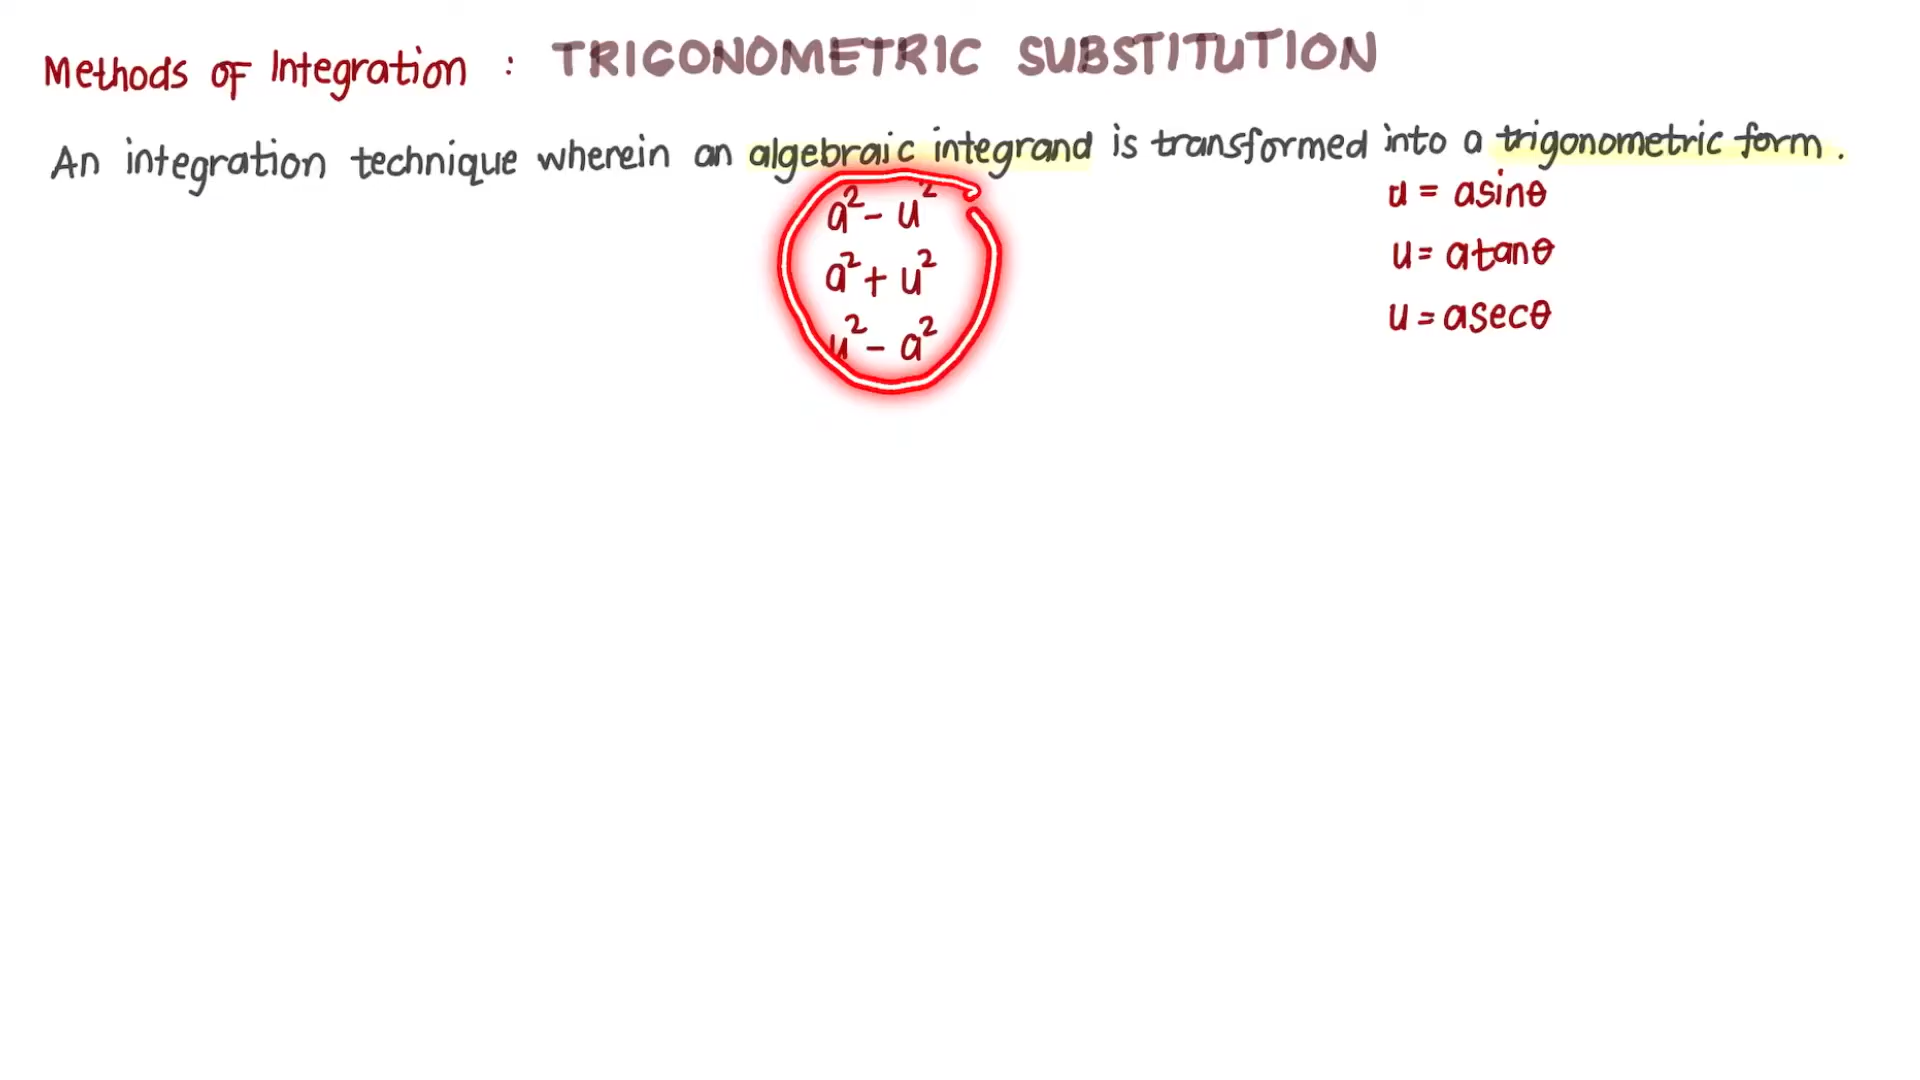 Methods of Integration : TRIGONOMETRIC SUBSTITUTION
An integration technique wherein an algebraic integrand is transformed into a trigonometric form.
a² - u² u = asinθ
a² + u² u = atanθ
u² - a² u = asecθ